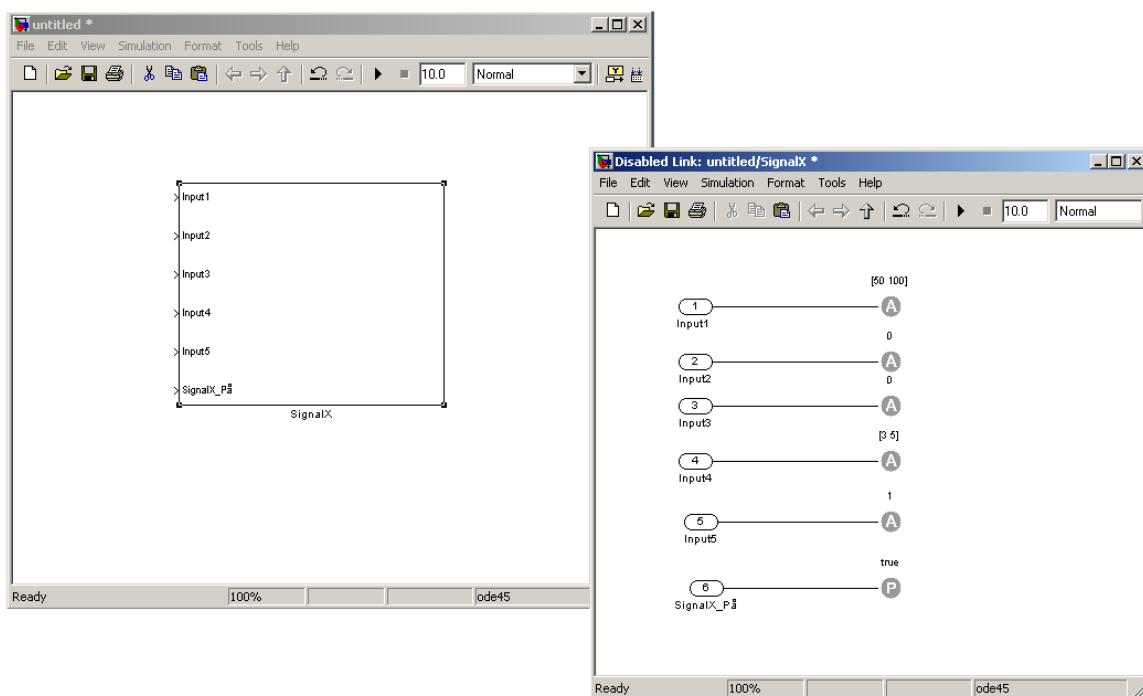 untitled *
File Edit View Simulation Format Tools Help
10.0 Normal
Input1
Input2
Input3
Input4
Input5
SignalX_På
SignalX
Ready 100% ode45
Disabled Link: untitled/SignalX *
File Edit View Simulation Format Tools Help
10.0 Normal
[50 100]
1 A
Input1
0
2 A
Input2
0
3 A
Input3
[3 5]
4 A
Input4
1
5 A
Input5
true
6 P
SignalX_På
Ready 100% ode45